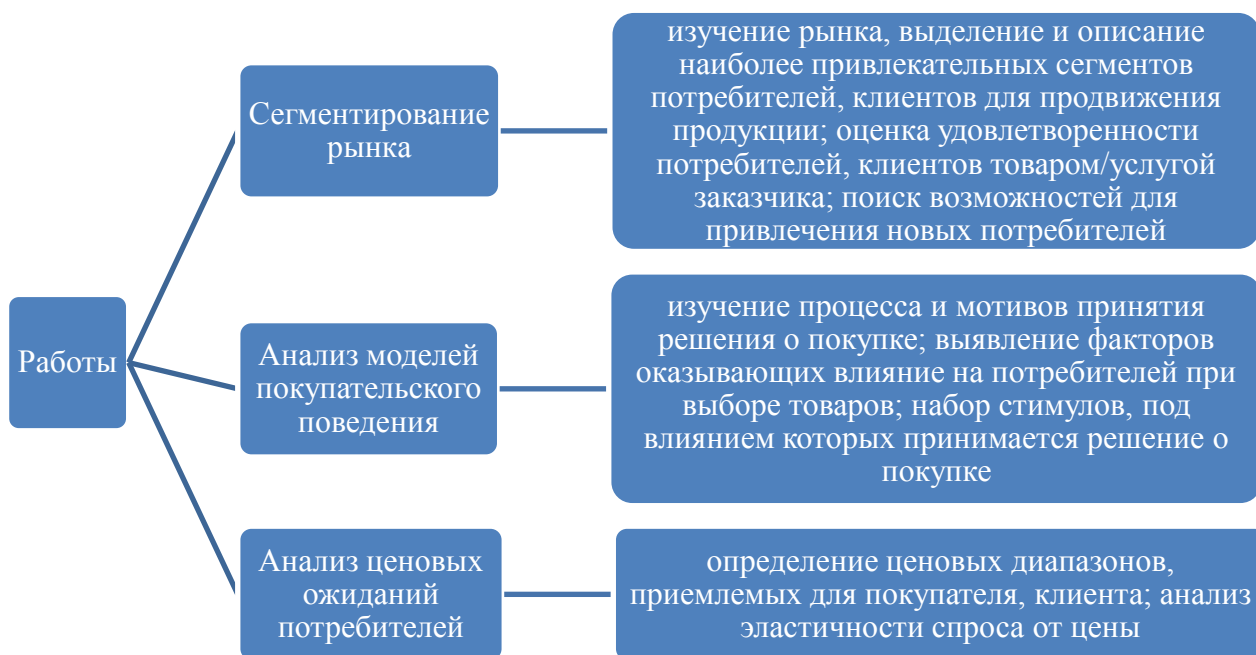 Работы
Сегментирование
рынка
изучение рынка, выделение и описание
наиболее привлекательных сегментов
потребителей, клиентов для продвижения
продукции; оценка удовлетворенности
потребителей, клиентов товаром/услугой
заказчика; поиск возможностей для
привлечения новых потребителей
Анализ моделей
покупательского
поведения
изучение процесса и мотивов принятия
решения о покупке; выявление факторов
оказывающих влияние на потребителей при
выборе товаров; набор стимулов, под
влиянием которых принимается решение о
покупке
Анализ ценовых
ожиданий
потребителей
определение ценовых диапазонов,
приемлемых для покупателя, клиента; анализ
эластичности спроса от цены